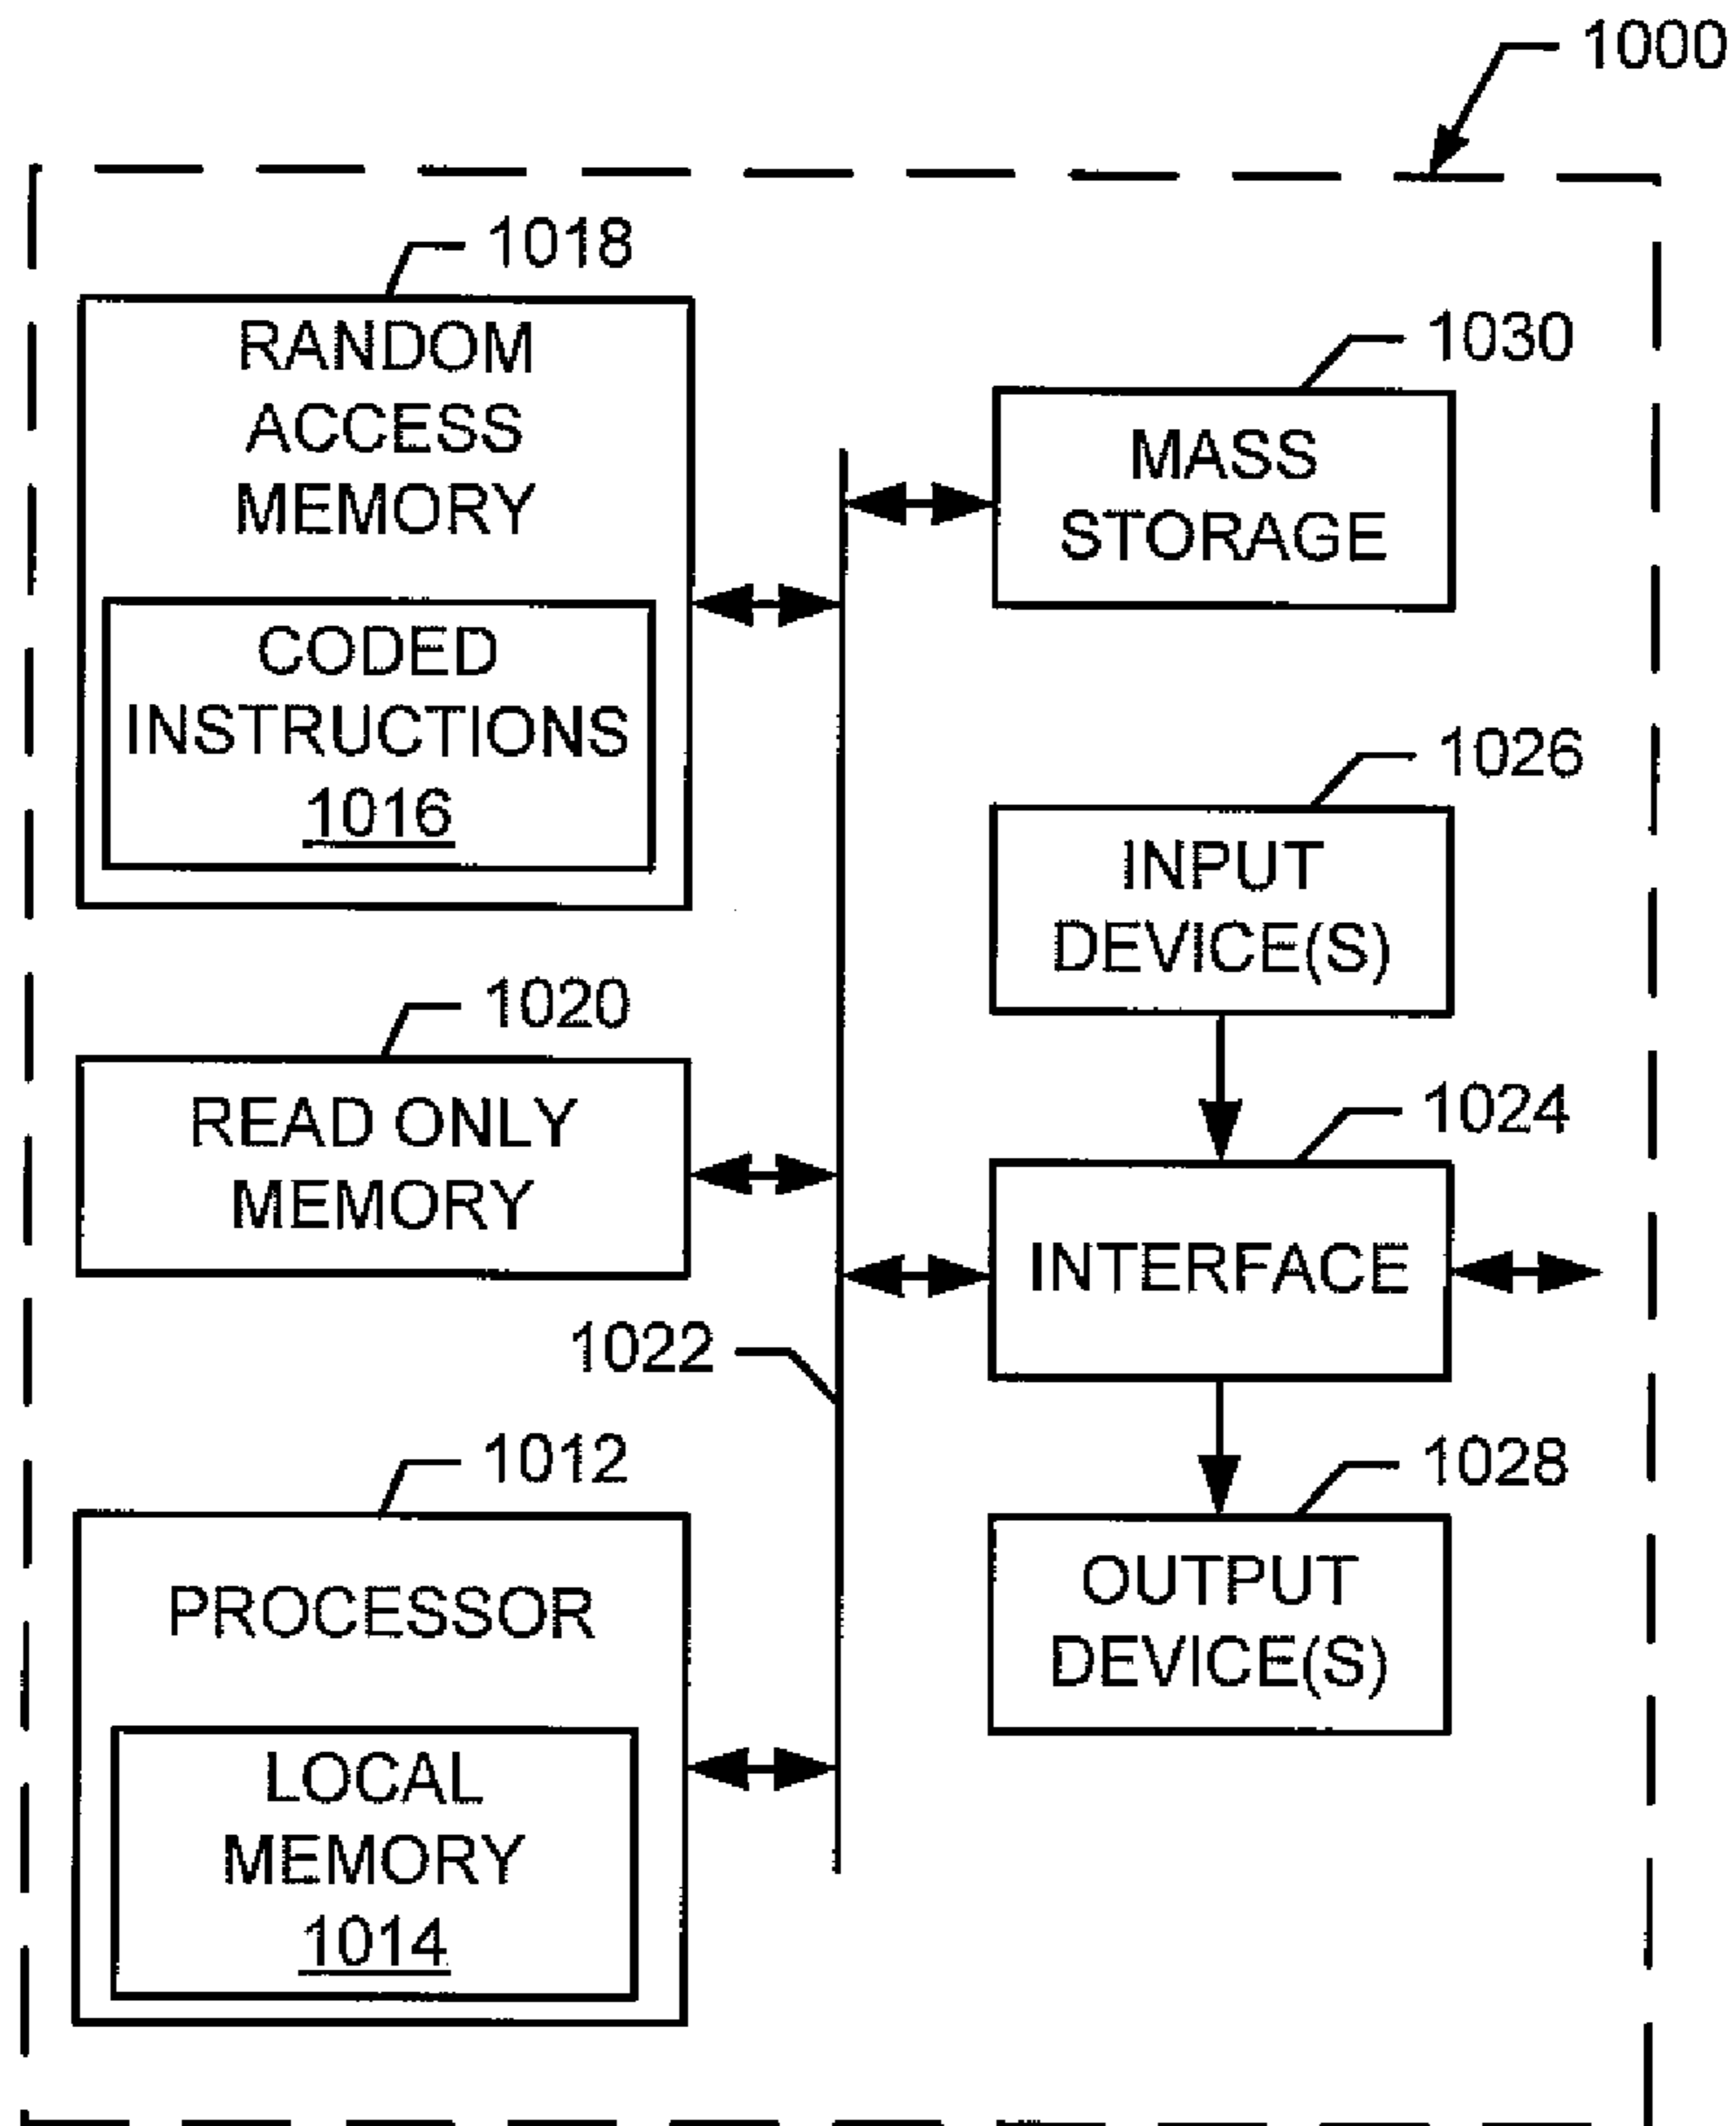 1000
1018
RANDOM
ACCESS
MEMORY
CODED
INSTRUCTIONS
1016
1030
MASS
STORAGE
1026
INPUT
DEVICE(S)
1020
READ ONLY
MEMORY
1024
INTERFACE
1022
1012
PROCESSOR
LOCAL
MEMORY
1014
1028
OUTPUT
DEVICE(S)